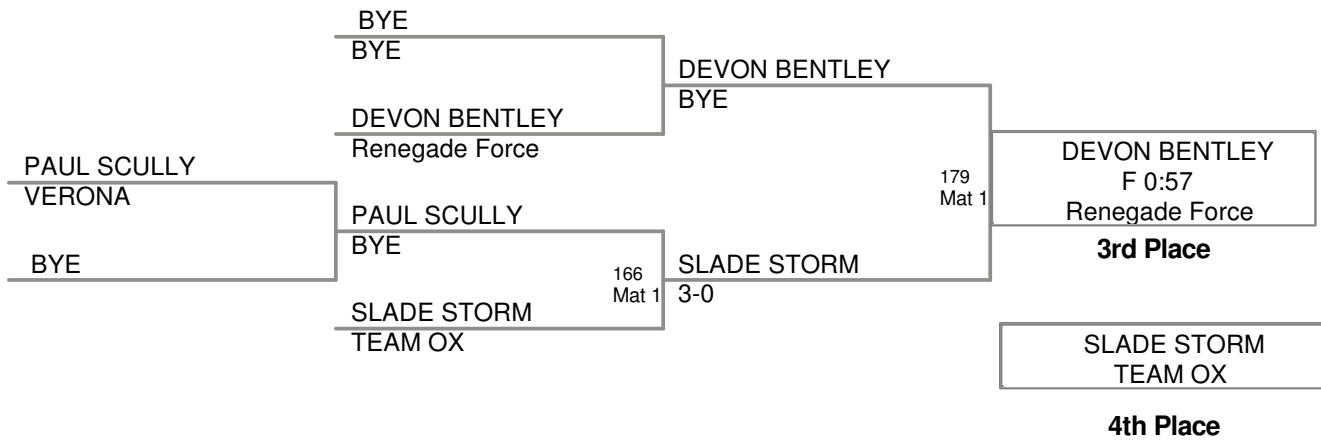 BYE
BYE
DEVON BENTLEY
BYE
DEVON BENTLEY
Renegade Force
PAUL SCULLY
VERONA
BYE
PAUL SCULLY
BYE
166
Mat 1
SLADE STORM
3-0
SLADE STORM
TEAM OX
179
Mat 1
DEVON BENTLEY
F 0:57
Renegade Force
3rd Place
SLADE STORM
TEAM OX
4th Place